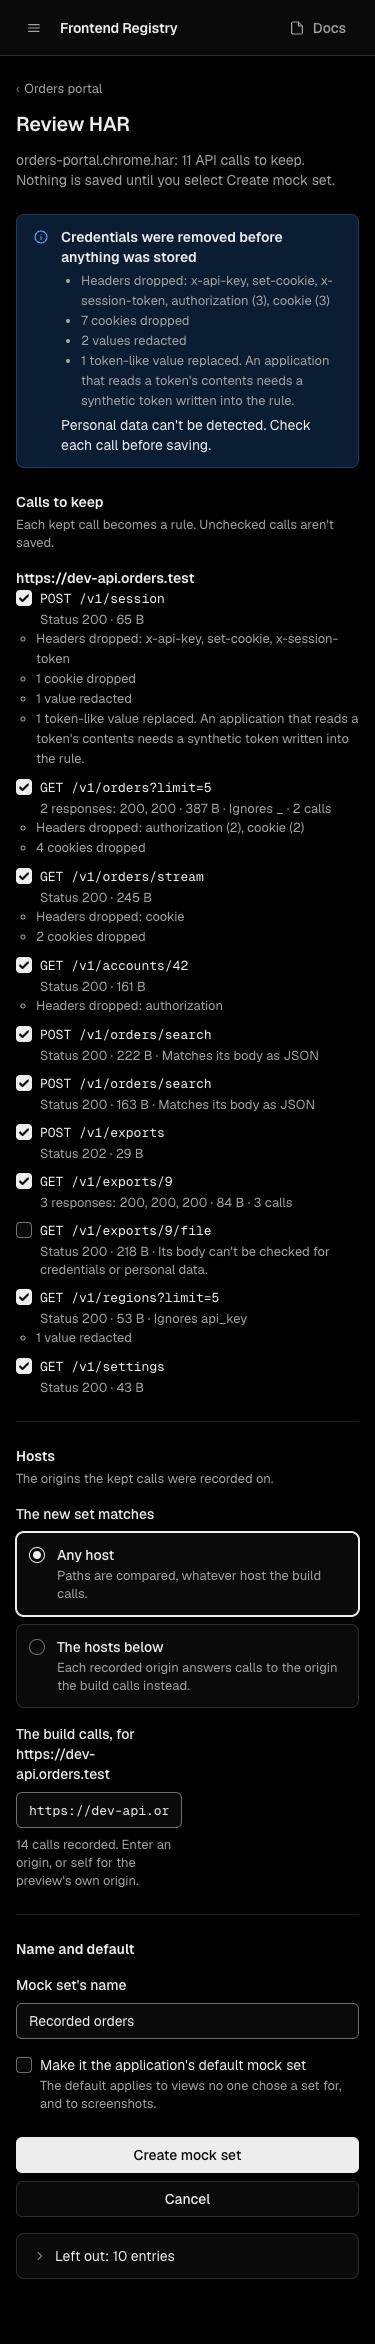 Frontend Registry
Docs
‹ Orders portal
Review HAR
orders-portal.chrome.har: 11 API calls to keep.
Nothing is saved until you select Create mock set.
Credentials were removed before
anything was stored
• Headers dropped: x-api-key, set-cookie, x-
session-token, authorization (3), cookie (3)
• 7 cookies dropped
• 2 values redacted
• 1 token-like value replaced. An application
that reads a token's contents needs a
synthetic token written into the rule.
Personal data can't be detected. Check
each call before saving.
Calls to keep
Each kept call becomes a rule. Unchecked calls aren't
saved.
https://dev-api.orders.test
POST /v1/session
Status 200 · 65 B
◦ Headers dropped: x-api-key, set-cookie, x-session-
token
◦ 1 cookie dropped
◦ 1 value redacted
◦ 1 token-like value replaced. An application that reads a
token's contents needs a synthetic token written into
the rule.
GET /v1/orders?limit=5
2 responses: 200, 200 · 387 B · Ignores _ · 2 calls
◦ Headers dropped: authorization (2), cookie (2)
◦ 4 cookies dropped
GET /v1/orders/stream
Status 200 · 245 B
◦ Headers dropped: cookie
◦ 2 cookies dropped
GET /v1/accounts/42
Status 200 · 161 B
◦ Headers dropped: authorization
POST /v1/orders/search
Status 200 · 222 B · Matches its body as JSON
POST /v1/orders/search
Status 200 · 163 B · Matches its body as JSON
POST /v1/exports
Status 202 · 29 B
GET /v1/exports/9
3 responses: 200, 200, 200 · 84 B · 3 calls
GET /v1/exports/9/file
Status 200 · 218 B · Its body can't be checked for
credentials or personal data.
GET /v1/regions?limit=5
Status 200 · 53 B · Ignores api_key
◦ 1 value redacted
GET /v1/settings
Status 200 · 43 B
Hosts
The origins the kept calls were recorded on.
The new set matches
Any host
Paths are compared, whatever host the build
calls.
The hosts below
Each recorded origin answers calls to the origin
the build calls instead.
The build calls, for
https://dev-
api.orders.test
https://dev-api.or
14 calls recorded. Enter an
origin, or self for the
preview's own origin.
Name and default
Mock set's name
Recorded orders
Make it the application's default mock set
The default applies to views no one chose a set for,
and to screenshots.
Create mock set
Cancel
Left out: 10 entries